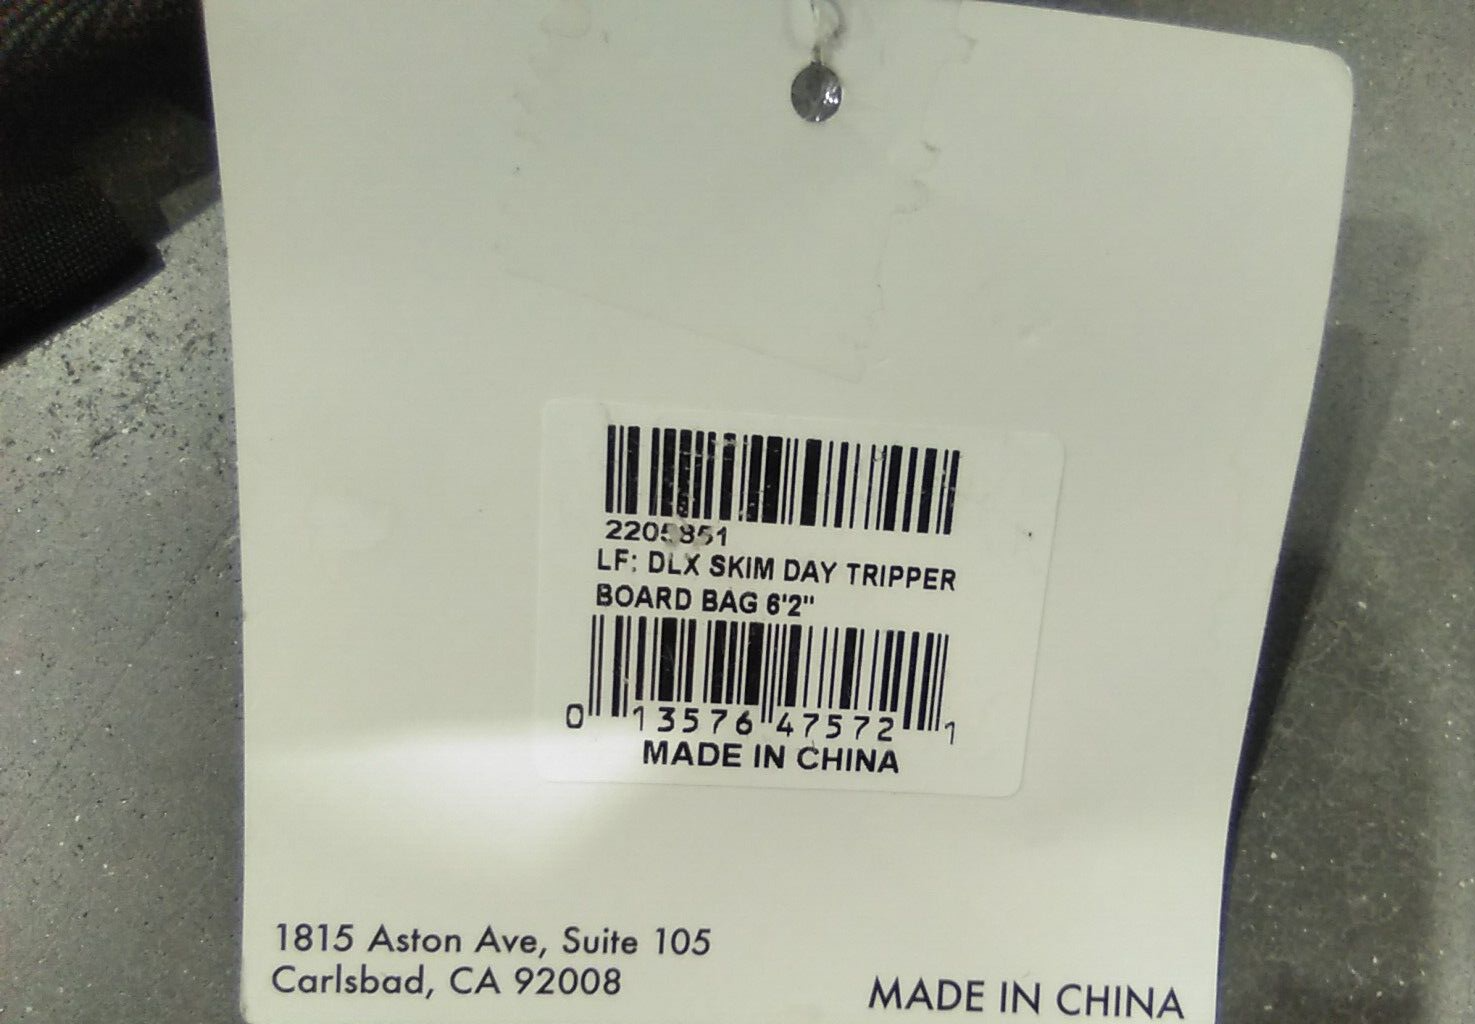 2205851
LF: DLX SKIM DAY TRIPPER
BOARD BAG 6'2"
0 13576 47572 1
MADE IN CHINA
1815 Aston Ave, Suite 105
Carlsbad, CA 92008
MADE IN CHINA